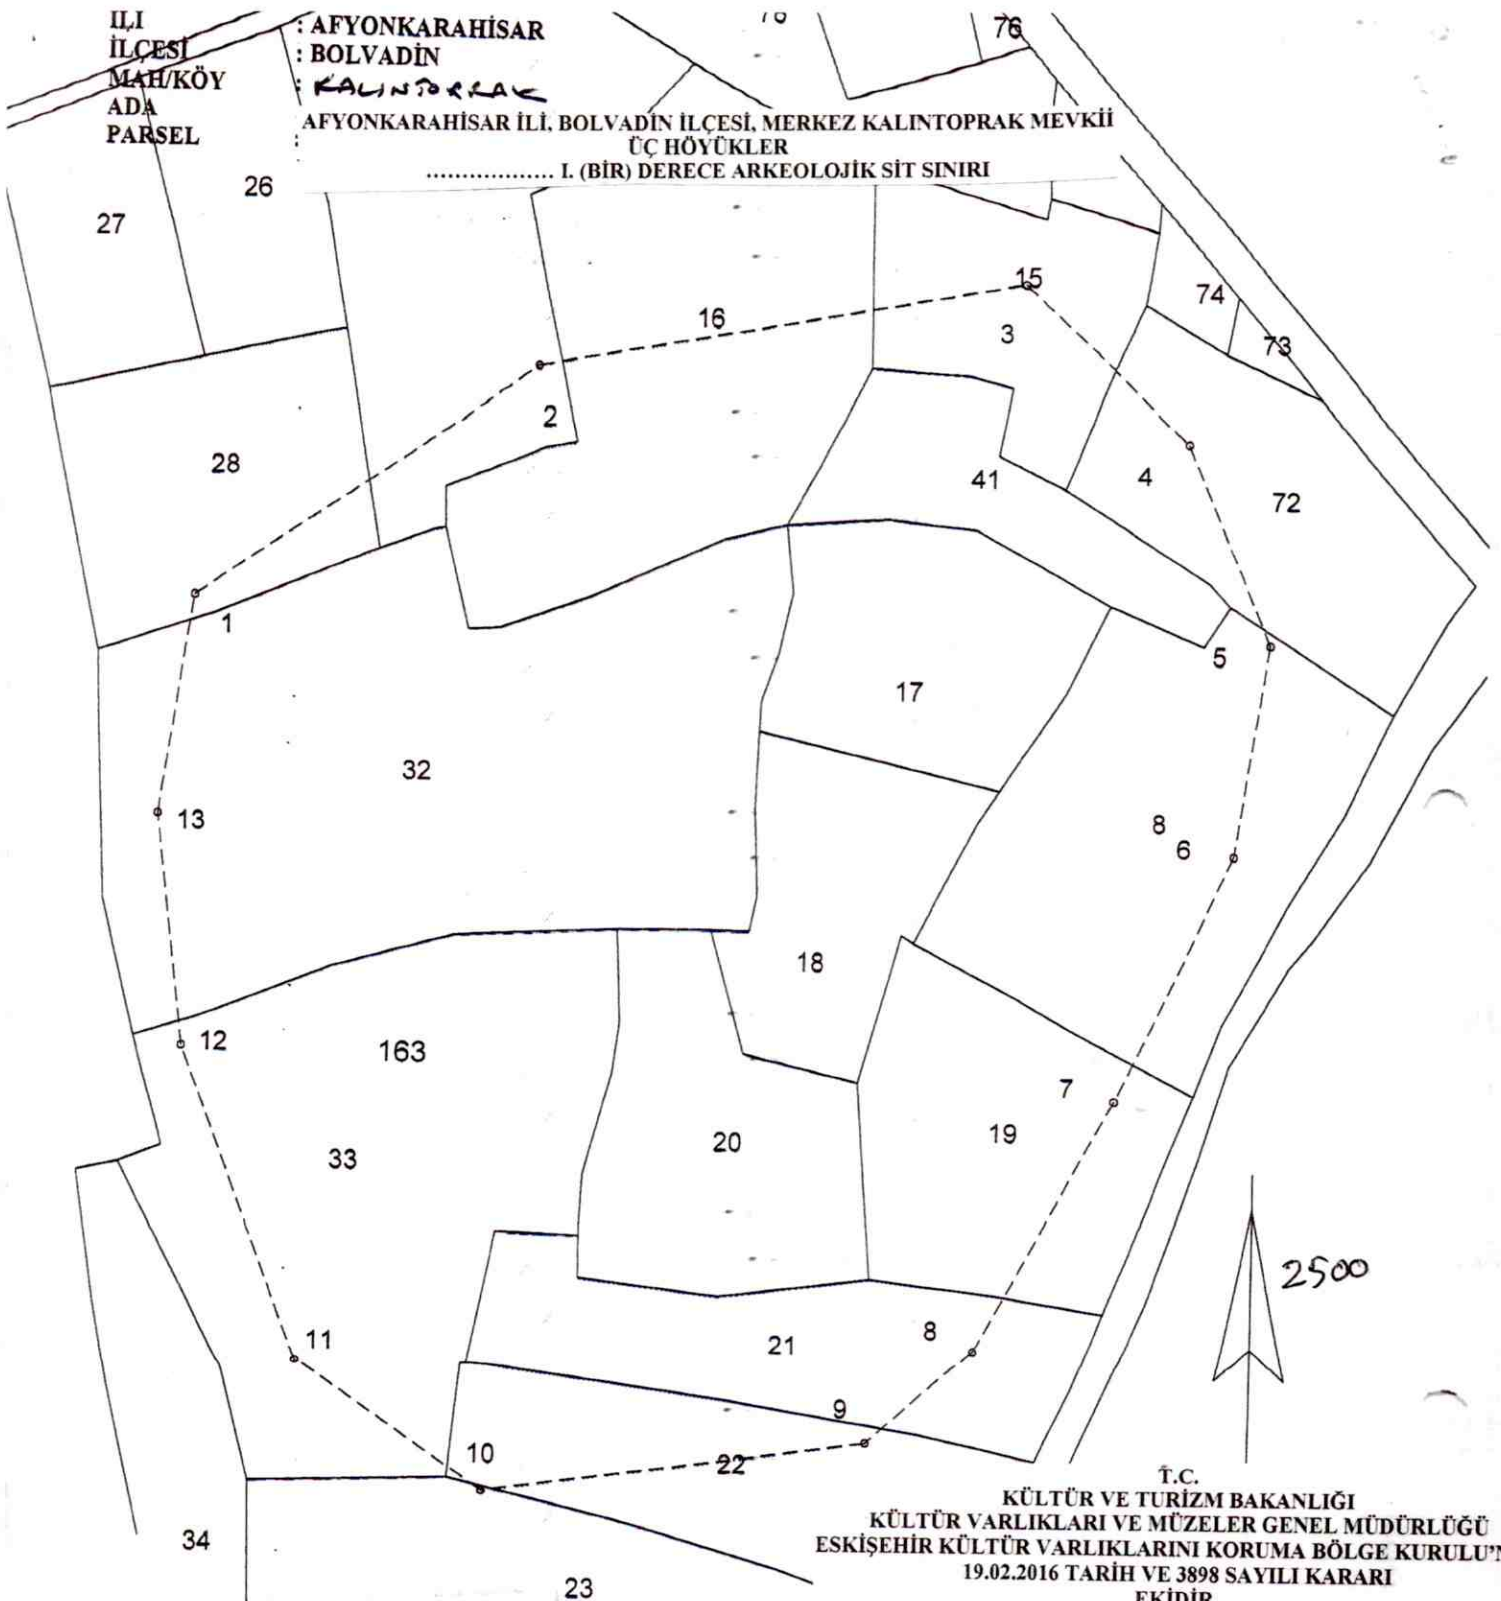 İLİ : AFYONKARAHİSAR
İLÇESİ : BOLVADİN
MAH/KÖY : KALINTOPRAK
ADA
PARSEL :
AFYONKARAHİSAR İLİ, BOLVADİN İLÇESİ, MERKEZ KALINTOPRAK MEVKİİ
ÜÇ HÖYÜKLER
.................. I. (BİR) DERECE ARKEOLOJİK SİT SINIRI
76
26
27
15
74
16
3
73
2
28
41
4
72
1
5
17
32
13
8
6
18
12
163
7
19
20
33
2500
11
21
8
9
10
22
34
23
T.C.
KÜLTÜR VE TURİZM BAKANLIĞI
KÜLTÜR VARLIKLARI VE MÜZELER GENEL MÜDÜRLÜĞÜ
ESKİŞEHİR KÜLTÜR VARLIKLARINI KORUMA BÖLGE KURULU'
19.02.2016 TARİH VE 3898 SAYILI KARARI
EKİDİR